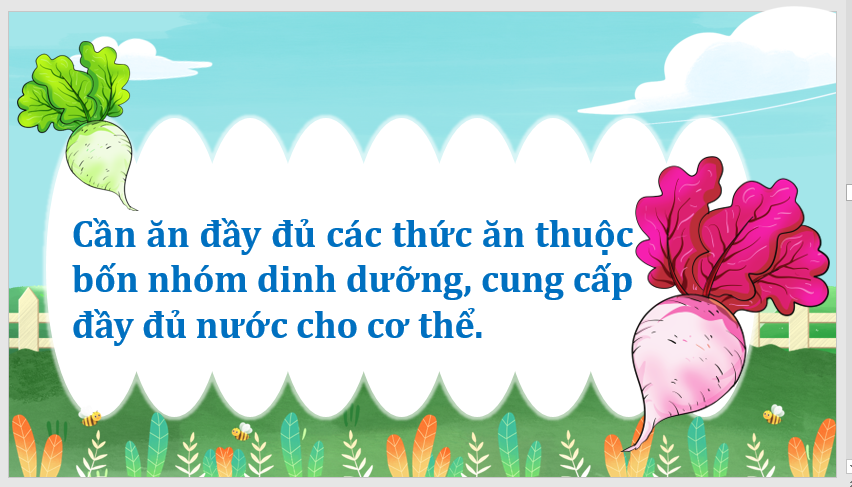 Cần ăn đầy đủ các thức ăn thuộc
bốn nhóm dinh dưỡng, cung cấp
đầy đủ nước cho cơ thể.